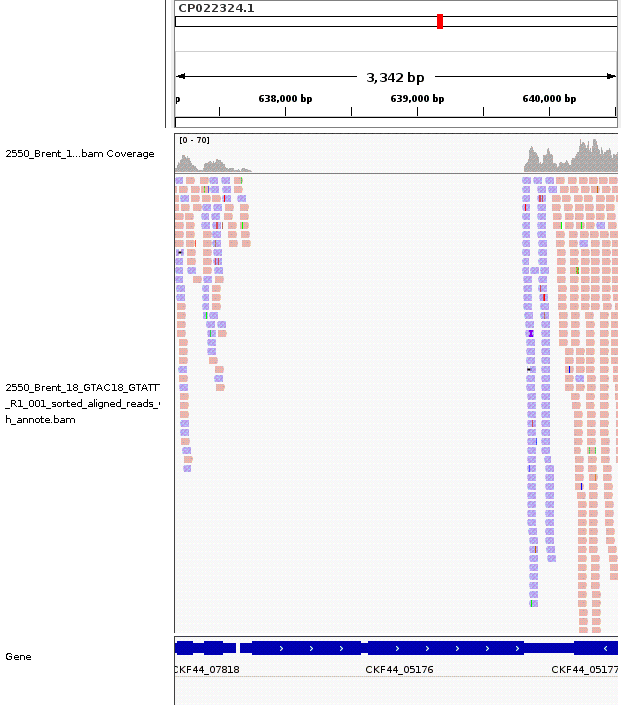 CP022324.1
3,342 bp
p
638,000 bp
639,000 bp
640,000 bp
[0 - 70]
2550_Brent_1...bam Coverage
2550_Brent_18_GTAC18_GTATT
_R1_001_sorted_aligned_reads_
h_annote.bam
Gene
CKF44_07818
CKF44_05176
CKF44_05177